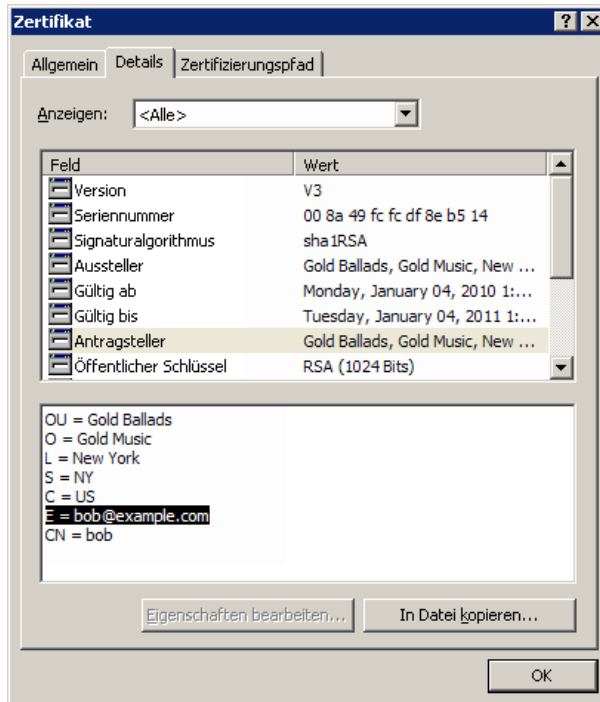 Zertifikat
Allgemein Details Zertifizierungspfad
Anzeigen: <Alle>
Feld Wert
Version V3
Seriennummer 00 8a 49 fc fc df 8e b5 14
Signaturalgorithmus sha1RSA
Aussteller Gold Ballads, Gold Music, New ...
Gültig ab Monday, January 04, 2010 1:...
Gültig bis Tuesday, January 04, 2011 1:...
Antragsteller Gold Ballads, Gold Music, New ...
Öffentlicher Schlüssel RSA (1024 Bits)
OU = Gold Ballads
O = Gold Music
L = New York
S = NY
C = US
E = bob@example.com
CN = bob
Eigenschaften bearbeiten... In Datei kopieren...
OK